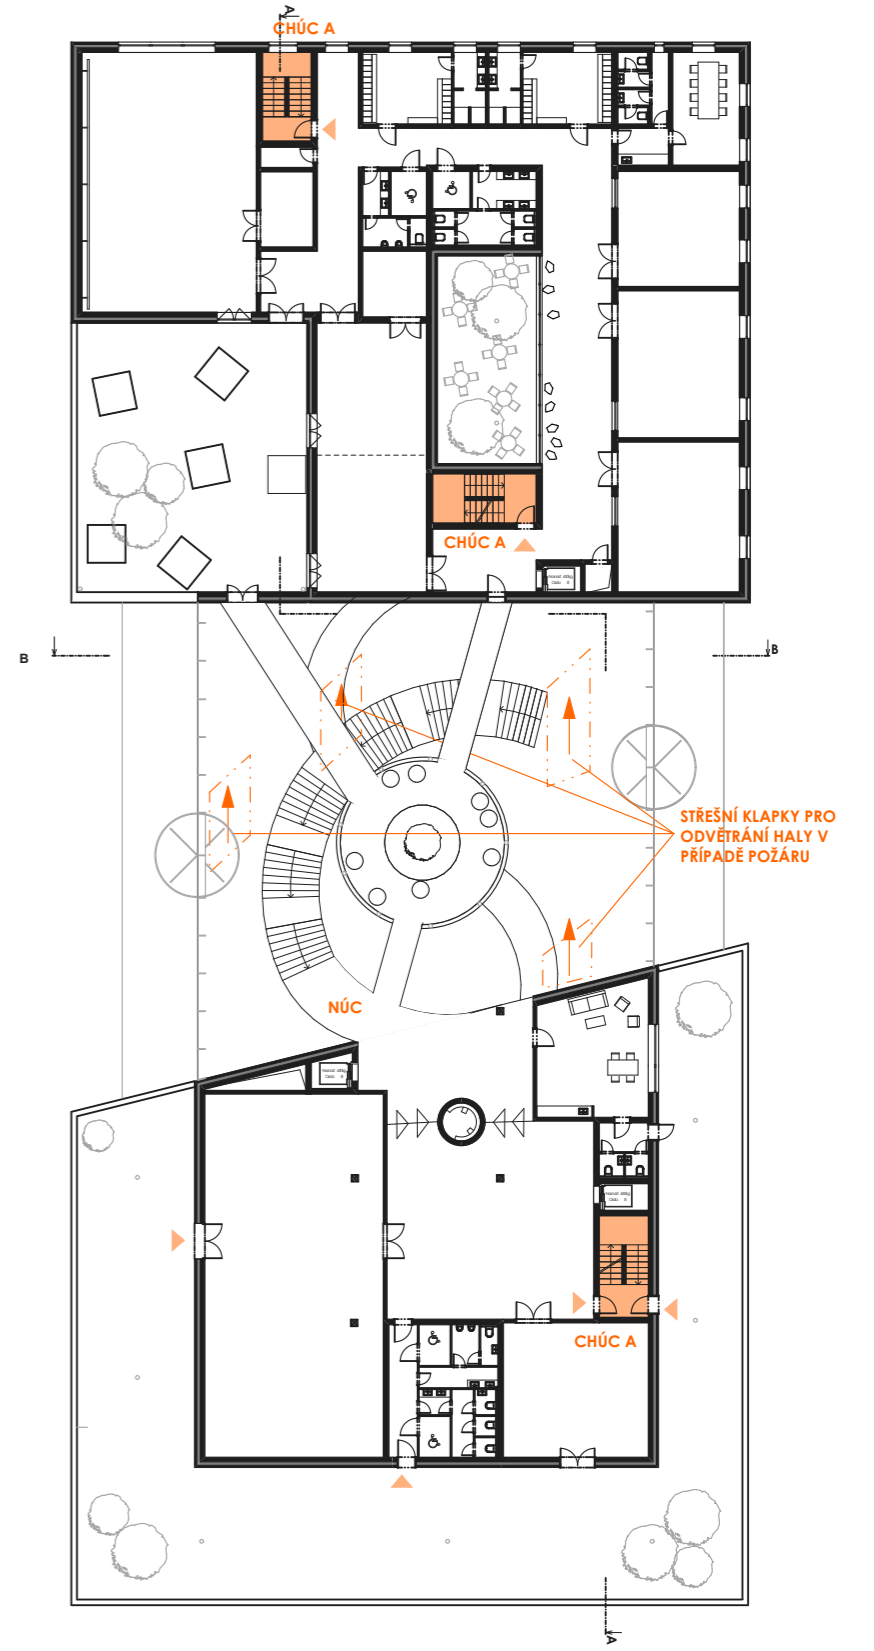 A
CHÚC A
CHÚC A
B
B
STŘEŠNÍ KLAPKY PRO
ODVĚTRÁNÍ HALY V
PŘÍPADĚ POŽÁRU
NÚC
CHÚC A
A